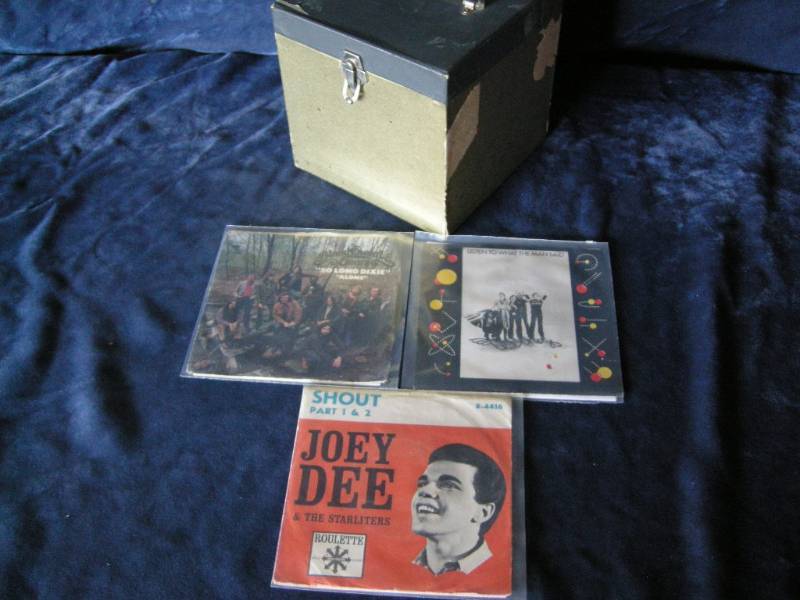 "SO LONG DIXIE"
"ALONE"
LISTEN TO WHAT THE MAN SAID
SHOUT
PART 1 & 2
R-4416
JOEY
DEE
& THE STARLITERS
ROULETTE